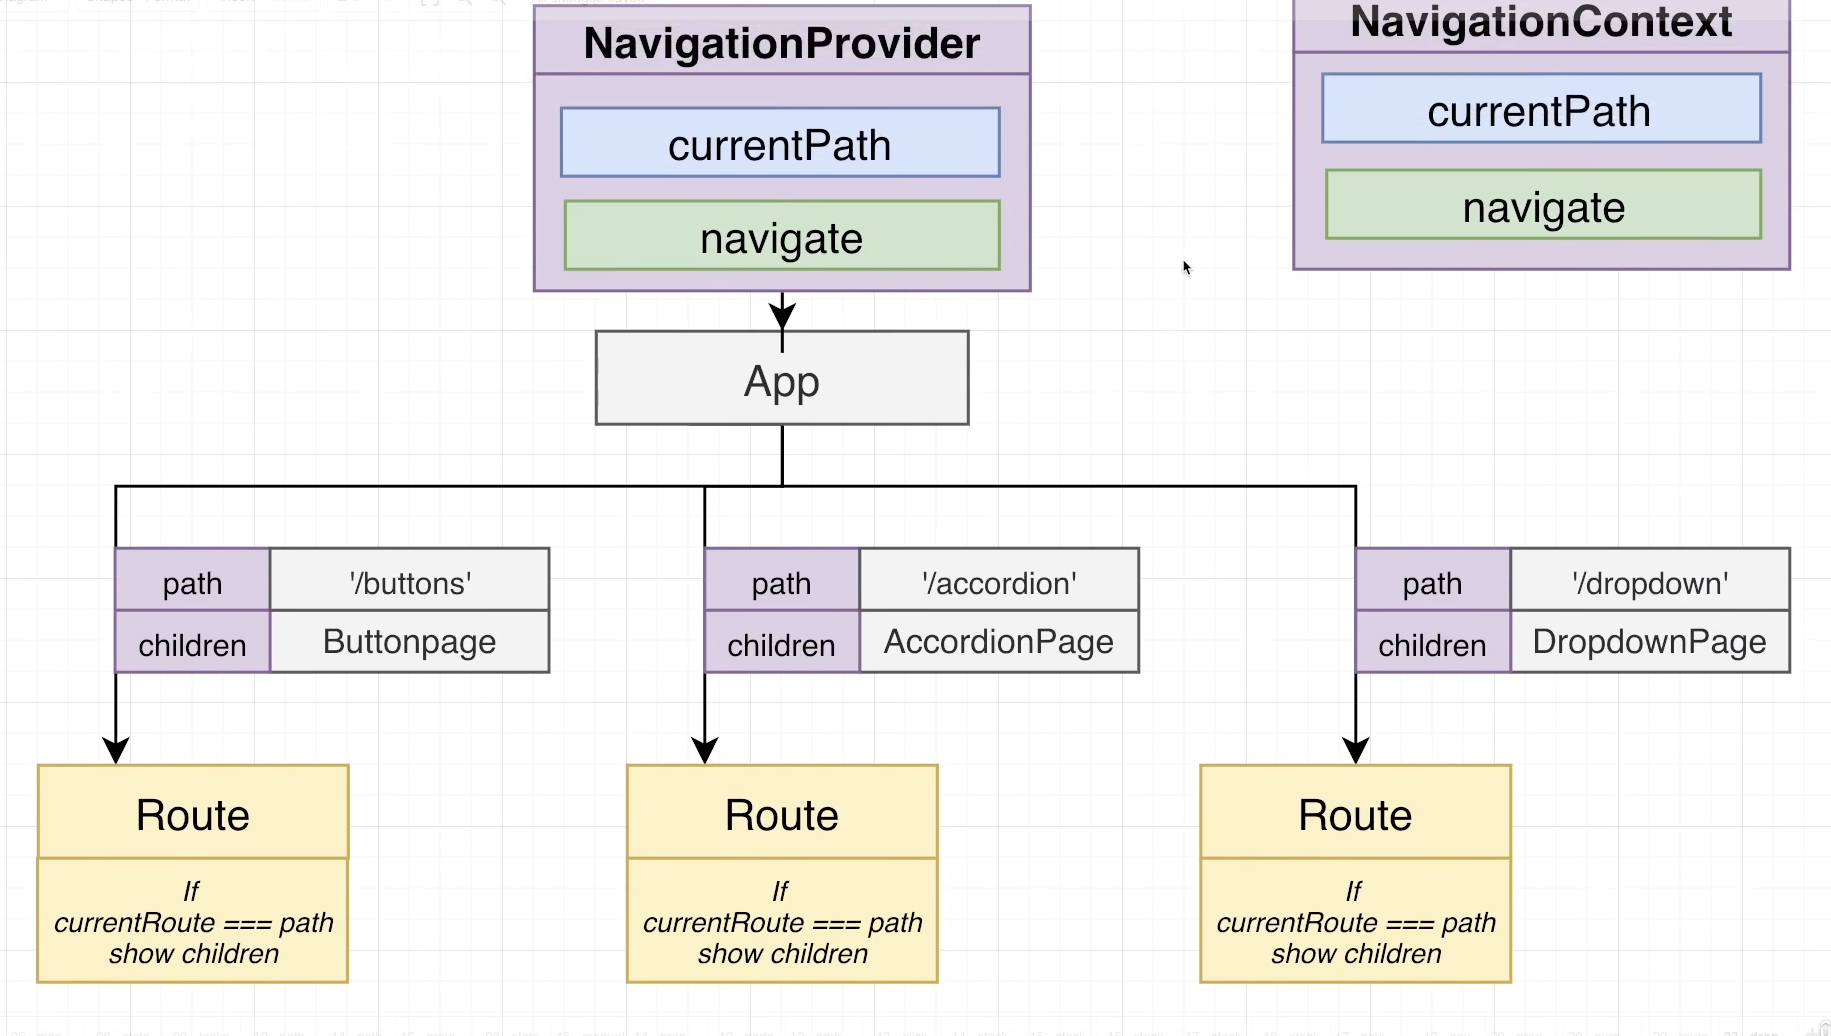 NavigationProvider
NavigationContext
currentPath
currentPath
navigate
navigate
App
path
'/buttons'
children
Buttonpage
path
'/accordion'
children
AccordionPage
path
'/dropdown'
children
DropdownPage
Route
If
currentRoute === path
show children
Route
If
currentRoute === path
show children
Route
If
currentRoute === path
show children